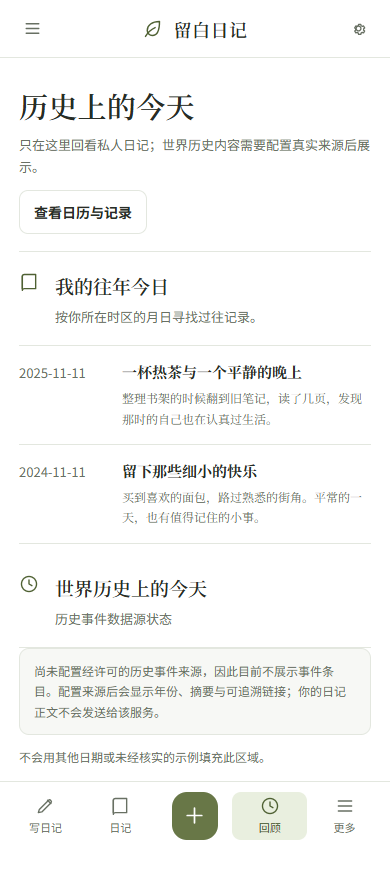 留白日记
历史上的今天
只在这里回看私人日记；世界历史内容需要配置真实来源后展
示。
查看日历与记录
我的往年今日
按你所在时区的月日寻找过往记录。
2025-11-11
一杯热茶与一个平静的晚上
整理书架的时候翻到旧笔记，读了几页，发现
那时的自己也在认真过生活。
2024-11-11
留下那些细小的快乐
买到喜欢的面包，路过熟悉的街角。平常的一
天，也有值得记住的小事。
世界历史上的今天
历史事件数据源状态
尚未配置经许可的历史事件来源，因此目前不展示事件条
目。配置来源后会显示年份、摘要与可追溯链接；你的日记
正文不会发送给该服务。
不会用其他日期或未经核实的示例填充此区域。
写日记
日记
回顾
更多